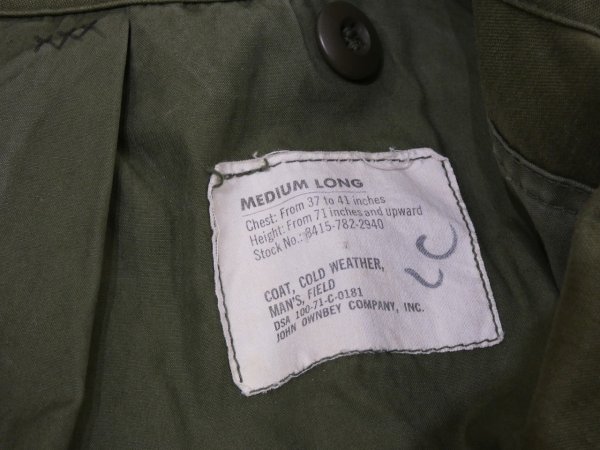 MEDIUM LONG
Chest: From 37 to 41 inches
Height: From 71 inches and upward
Stock No.: 8415-782-2940
COAT, COLD WEATHER,
MAN'S, FIELD
DSA 100-71-C-0181
JOHN OWNBEY COMPANY, INC.